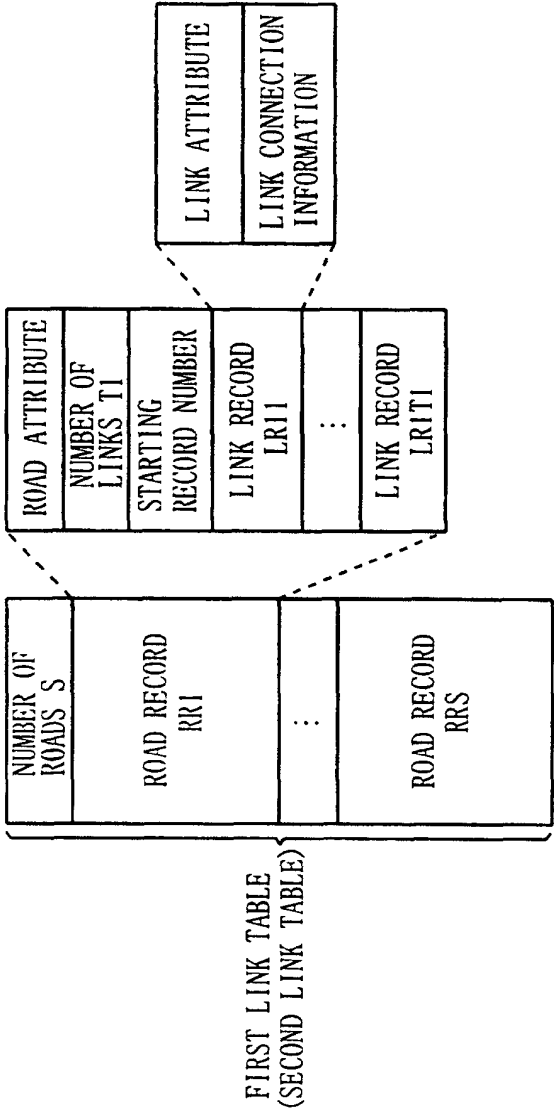 FIRST LINK TABLE
(SECOND LINK TABLE)
NUMBER OF
ROADS S
ROAD RECORD
RR1
⋮
ROAD RECORD
RRS
ROAD ATTRIBUTE
NUMBER OF
LINKS T1
STARTING
RECORD NUMBER
LINK RECORD
LR11
⋮
LINK RECORD
LR1T1
LINK ATTRIBUTE
LINK CONNECTION
INFORMATION